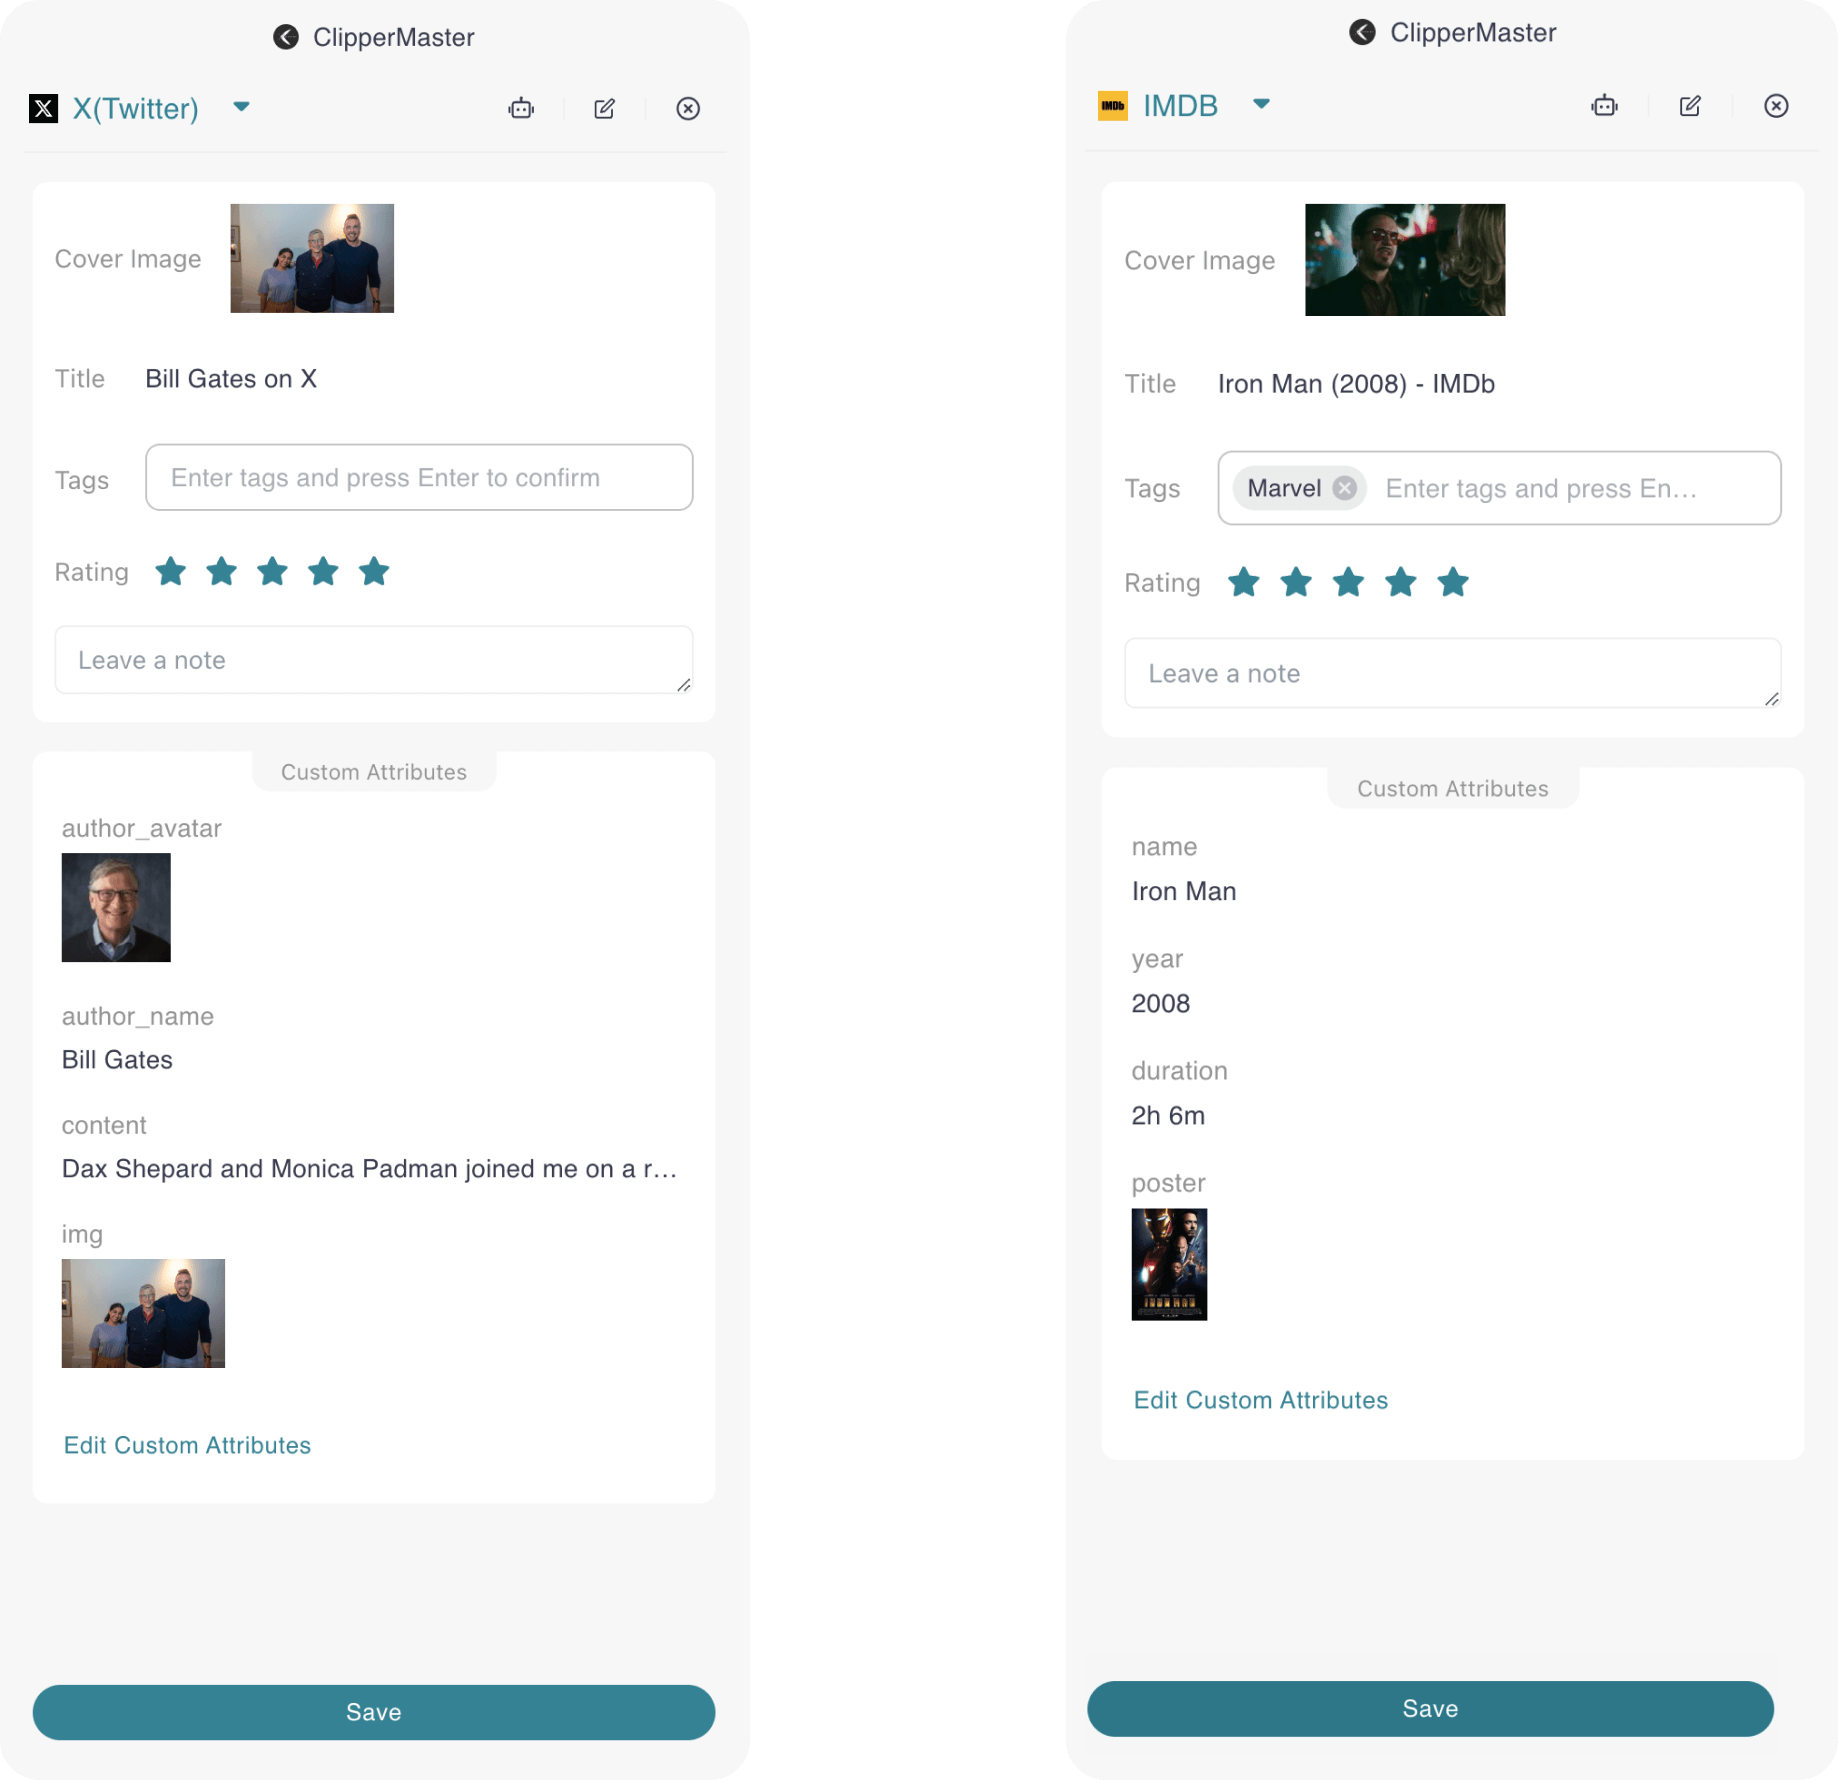 ClipperMaster
X(Twitter)
Cover Image
Title
Bill Gates on X
Tags
Enter tags and press Enter to confirm
Rating
Leave a note
Custom Attributes
author_avatar
author_name
Bill Gates
content
Dax Shepard and Monica Padman joined me on a r...
img
Edit Custom Attributes
Save
ClipperMaster
IMDb
IMDB
Cover Image
Title
Iron Man (2008) - IMDb
Tags
Marvel
Enter tags and press En...
Rating
Leave a note
Custom Attributes
name
Iron Man
year
2008
duration
2h 6m
poster
IRON MAN
Edit Custom Attributes
Save